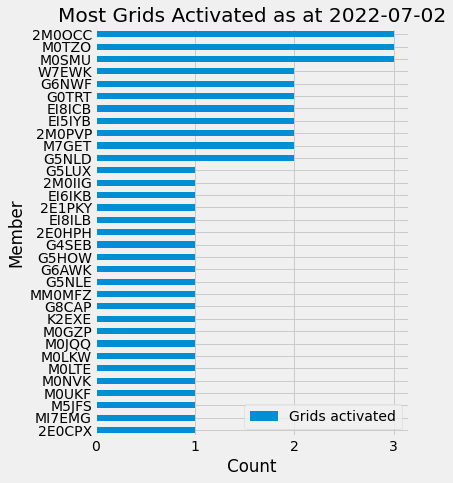 Most Grids Activated as at 2022-07-02
2M0OCC
M0TZO
M0SMU
W7EWK
G6NWF
G0TRT
EI8ICB
EI5IYB
2M0PVP
M7GET
G5NLD
G5LUX
2M0IIG
EI6IKB
2E1PKY
EI8ILB
2E0HPH
G4SEB
G5HOW
G6AWK
G5NLE
MM0MFZ
G8CAP
K2EXE
M0GZP
M0JQQ
M0LKW
M0LTE
M0NVK
M0UKF
M5JFS
MI7EMG
2E0CPX
Member
Grids activated
0 1 2 3
Count